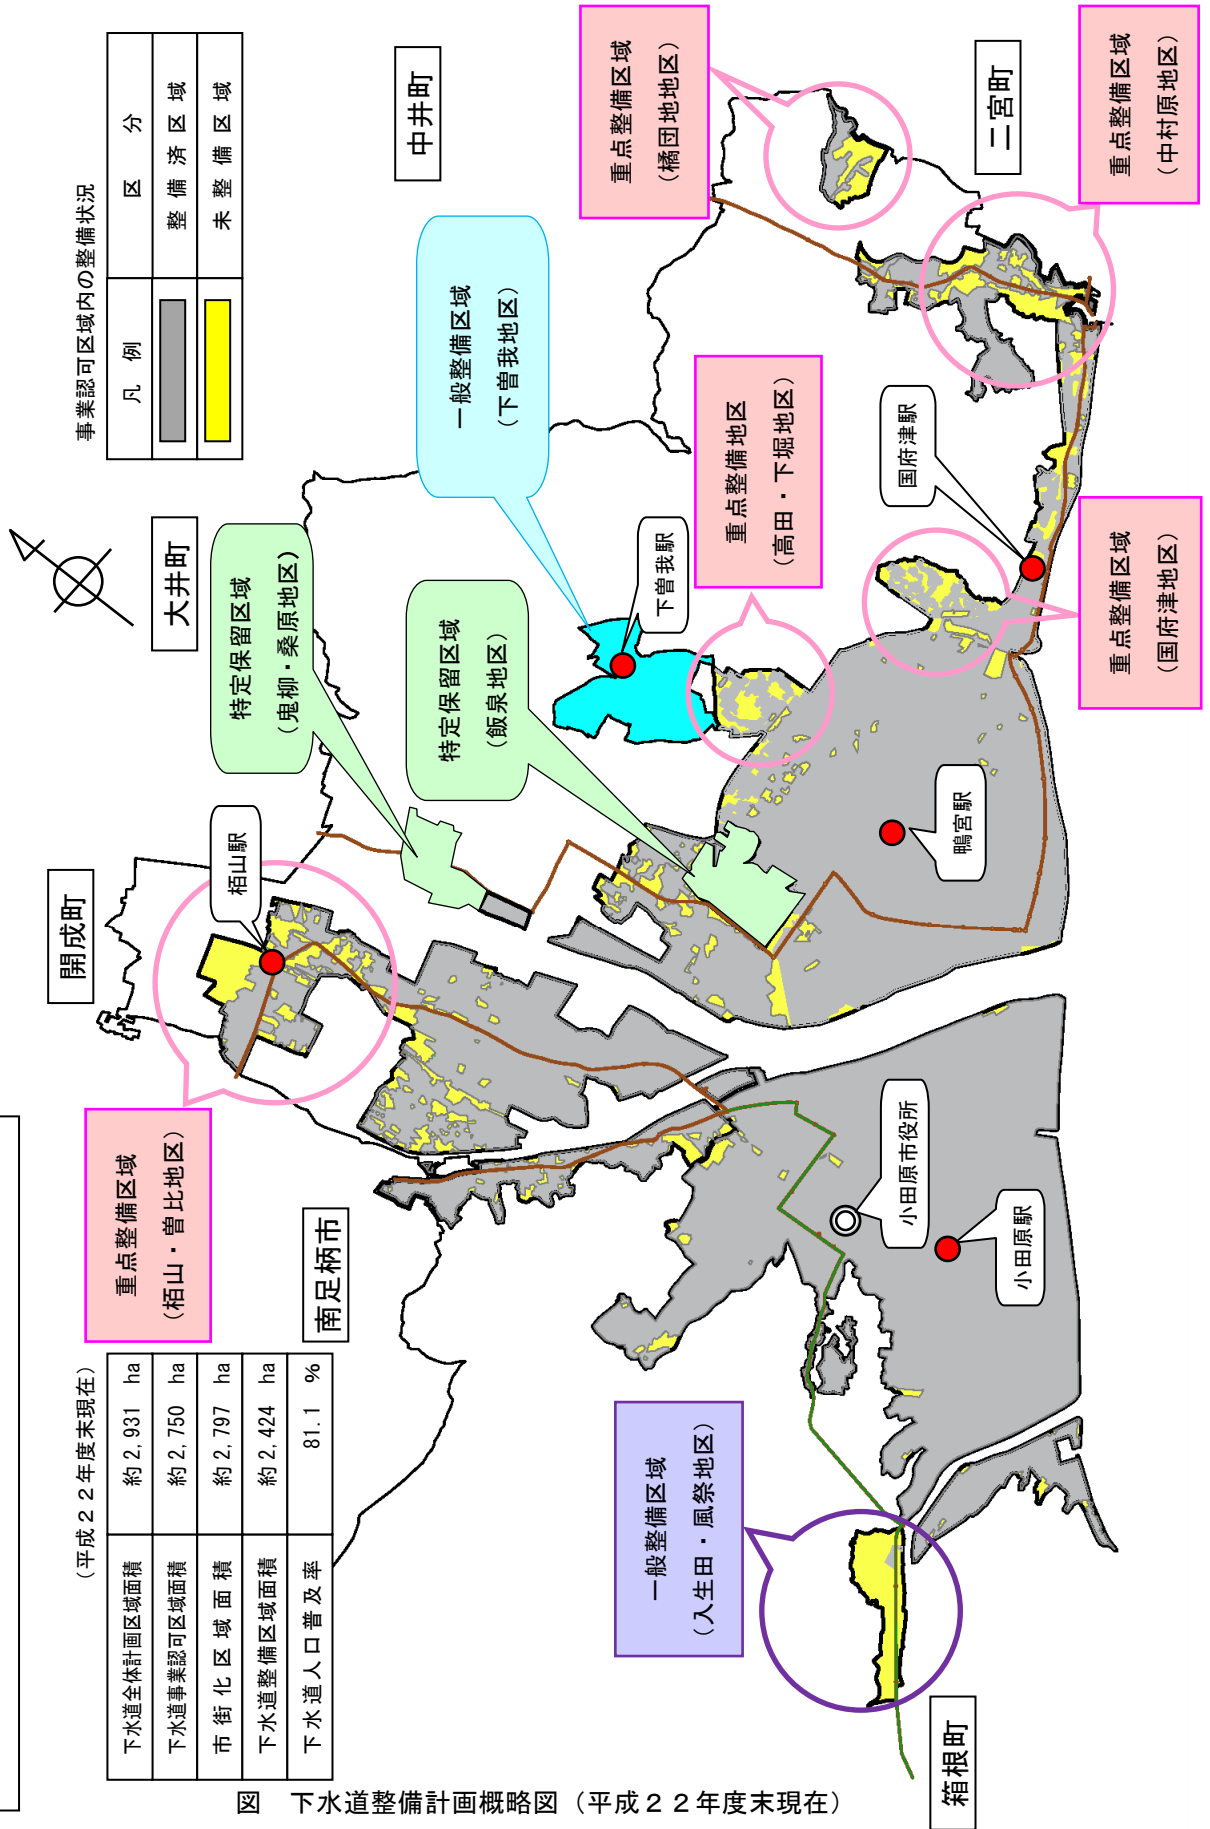 事業認可区域内の整備状況
凡　例
区　分
整 備 済 区 域
未 整 備 区 域
(平成２２年度末現在)
下水道全体計画区域面積
約2,931 ha
下水道事業認可区域面積
約2,750 ha
市 街 化 区 域 面 積
約2,797 ha
下水道整備区域面積
約2,424 ha
下 水 道 人 口 普 及 率
81.1 %
開成町
大井町
中井町
二宮町
南足柄市
箱根町
重点整備区域
(栢山・曽比地区)
特定保留区域
(鬼柳・桑原地区)
特定保留区域
(飯泉地区)
一般整備区域
(下曽我地区)
重点整備地区
(高田・下堀地区)
重点整備区域
(橘団地地区)
重点整備区域
(中村原地区)
重点整備区域
(国府津地区)
一般整備区域
(入生田・風祭地区)
栢山駅
下曽我駅
国府津駅
鴨宮駅
小田原市役所
小田原駅
図　下水道整備計画概略図（平成２２年度末現在）